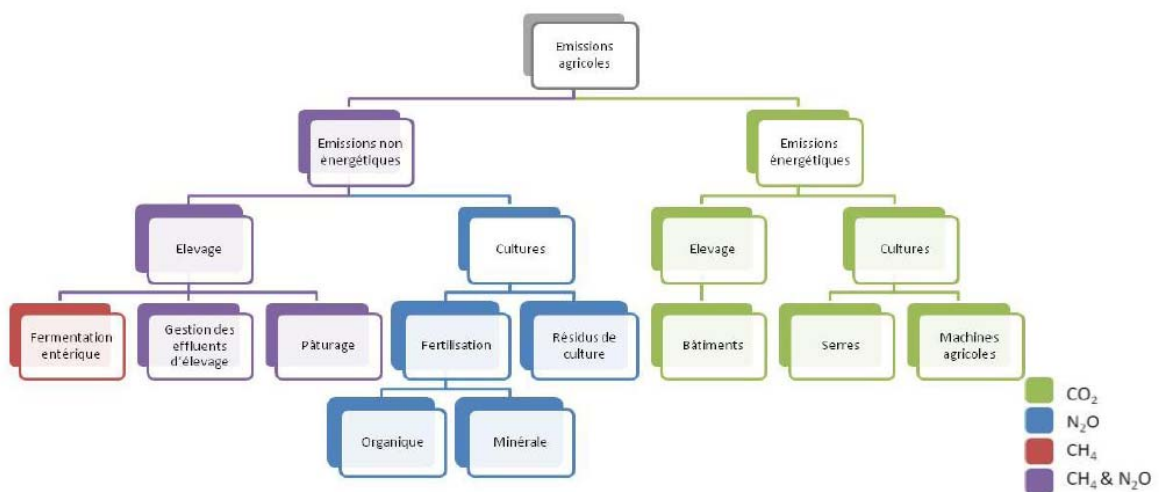 Emissions
agricoles
Emissions non
énergétiques
Emissions
énergétiques
Elevage
Cultures
Elevage
Cultures
Fermentation
entérique
Gestion des
effluents
d'élevage
Pâturage
Fertilisation
Résidus de
culture
Bâtiments
Serres
Machines
agricoles
Organique
Minérale
CO₂
N₂O
CH₄
CH₄ & N₂O